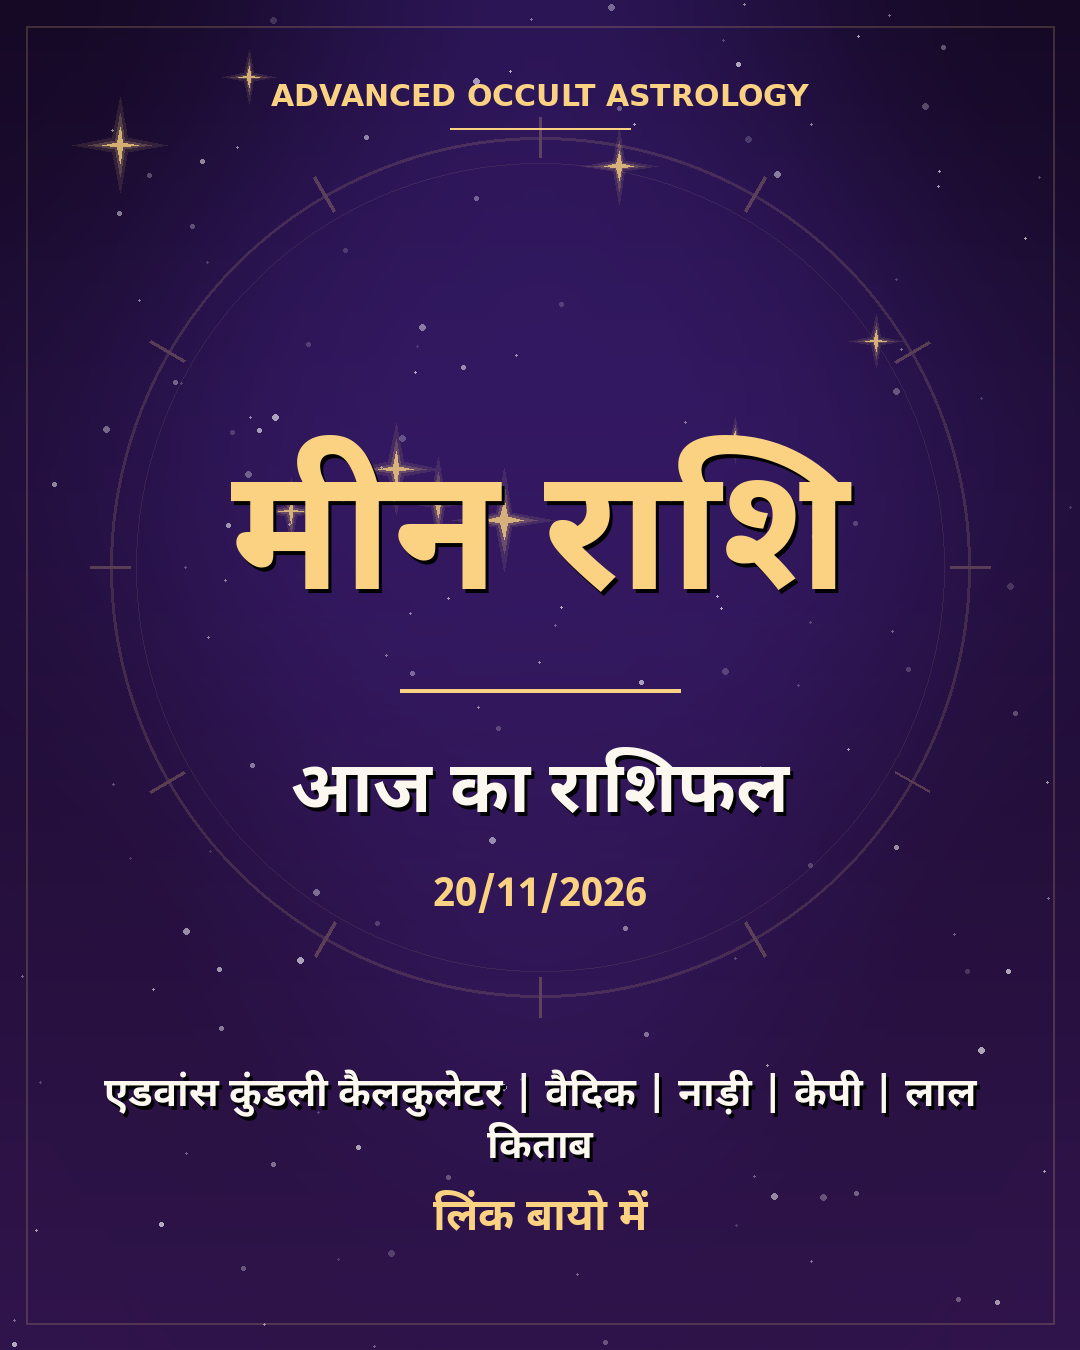 ADVANCED OCCULT ASTROLOGY
मीन राशि
आज का राशिफल
20/11/2026
एडवांस कुंडली कैलकुलेटर | वैदिक | नाड़ी | केपी | लाल
किताब
लिंक बायो में